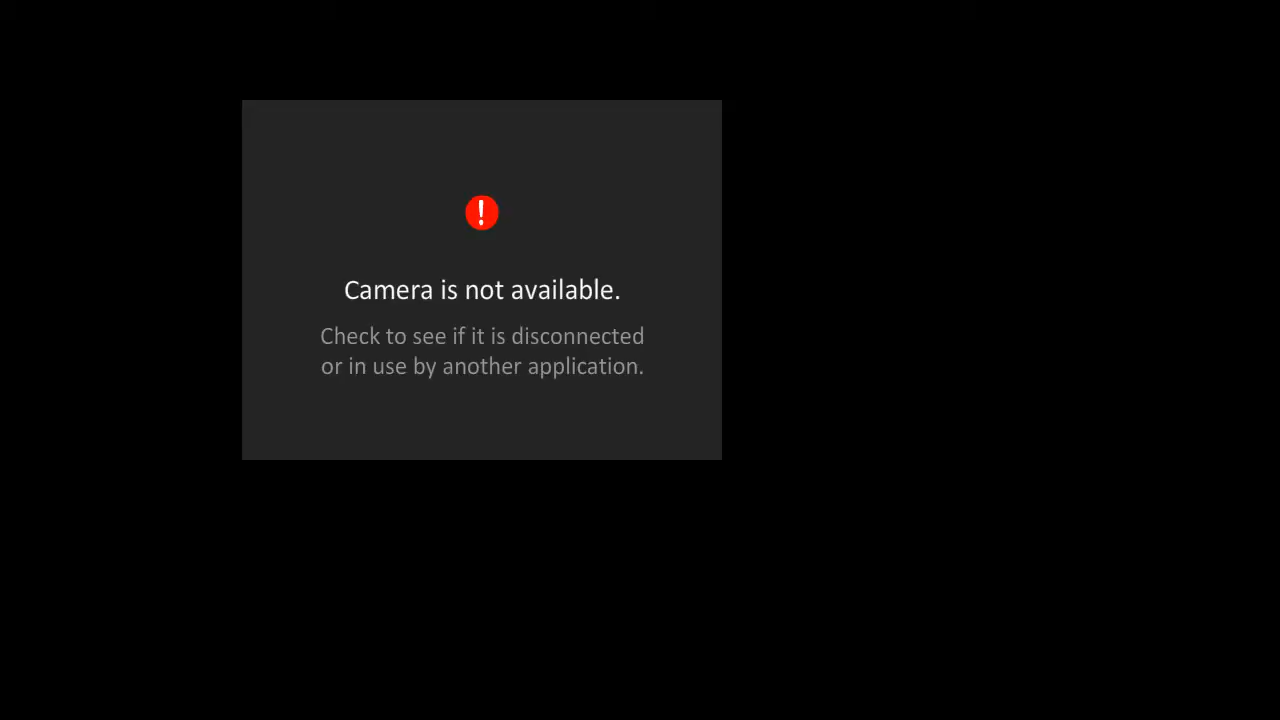 Camera is not available.
Check to see if it is disconnected
or in use by another application.